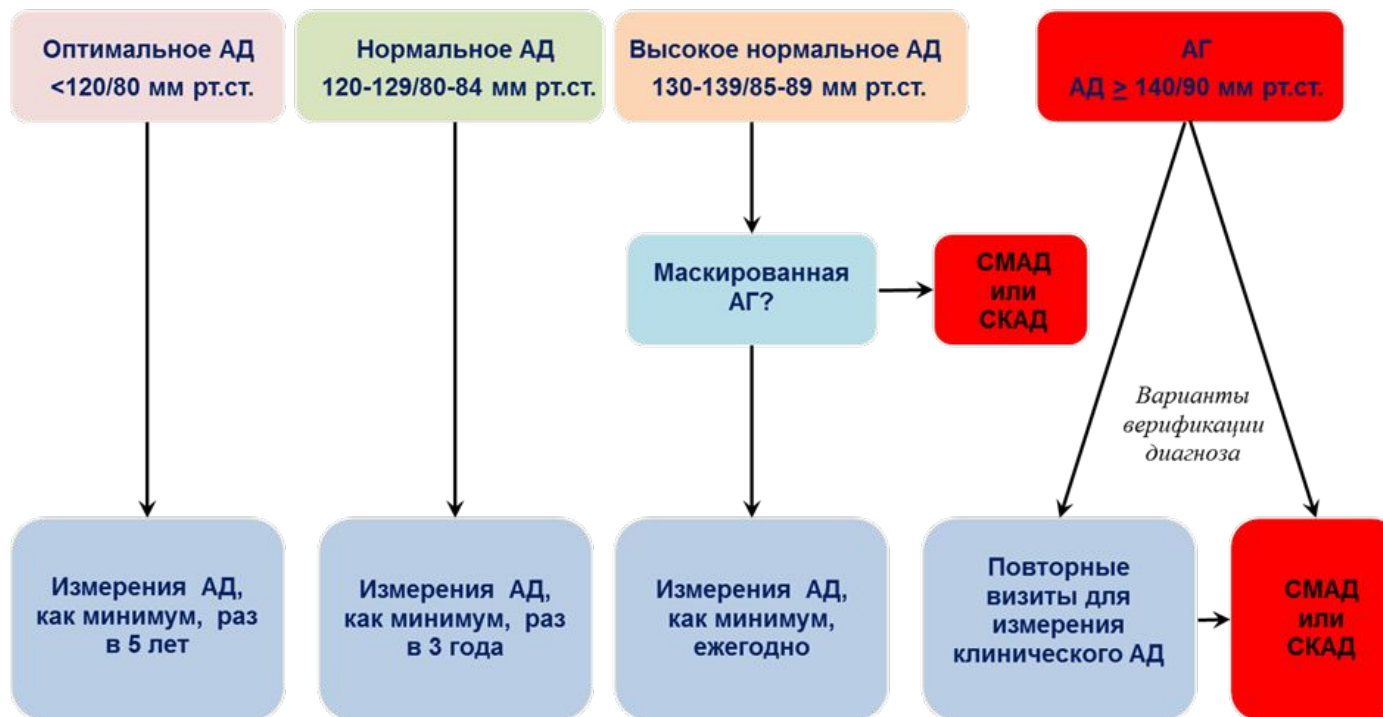 Оптимальное АД
<120/80 мм рт.ст.
Нормальное АД
120-129/80-84 мм рт.ст.
Высокое нормальное АД
130-139/85-89 мм рт.ст.
АГ
АД ≥ 140/90 мм рт.ст.
Маскированная
АГ?
СМАД
или
СКАД
Варианты
верификации
диагноза
Измерения АД,
как минимум, раз
в 5 лет
Измерения АД,
как минимум, раз
в 3 года
Измерения АД,
как минимум,
ежегодно
Повторные
визиты для
измерения
клинического АД
СМАД
или
СКАД